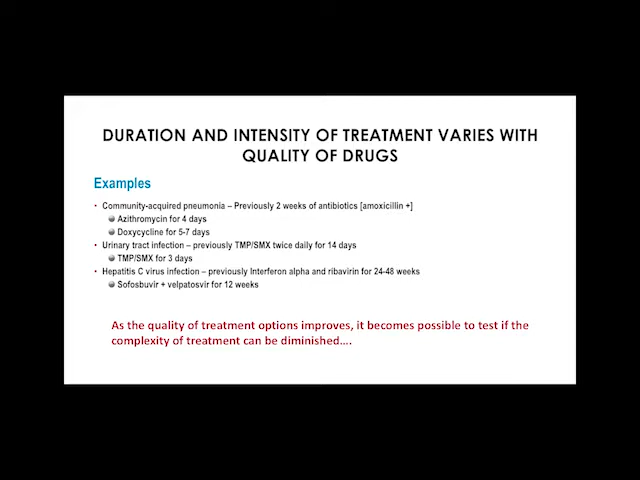 DURATION AND INTENSITY OF TREATMENT VARIES WITH
QUALITY OF DRUGS
Examples
• Community-acquired pneumonia – Previously 2 weeks of antibiotics [amoxicillin +]
Azithromycin for 4 days
Doxycycline for 5-7 days
• Urinary tract infection – previously TMP/SMX twice daily for 14 days
TMP/SMX for 3 days
• Hepatitis C virus infection – previously Interferon alpha and ribavirin for 24-48 weeks
Sofosbuvir + velpatosvir for 12 weeks
As the quality of treatment options improves, it becomes possible to test if the
complexity of treatment can be diminished….